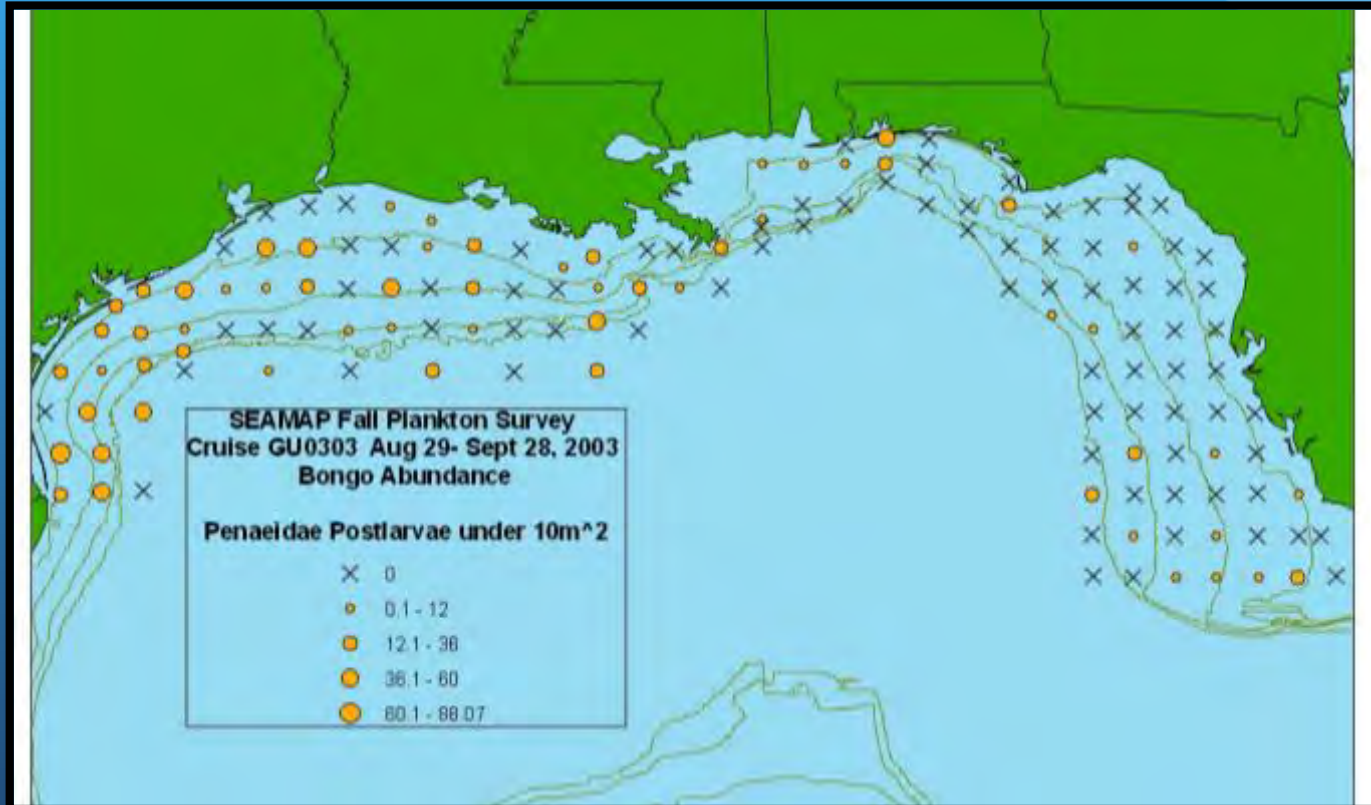 SEAMAP Fall Plankton Survey
Cruise GU0303 Aug 29- Sept 28, 2003
Bongo Abundance
Penaeidae Postlarvae under 10m^2
0
0.1 - 12
12.1 - 36
36.1 - 60
60.1 - 88.07